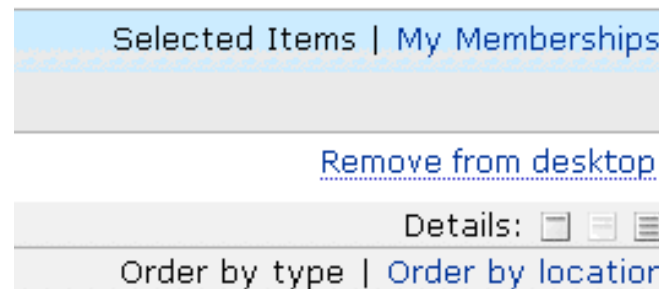 Selected Items | My Memberships
Remove from desktop
Details:
Order by type | Order by location